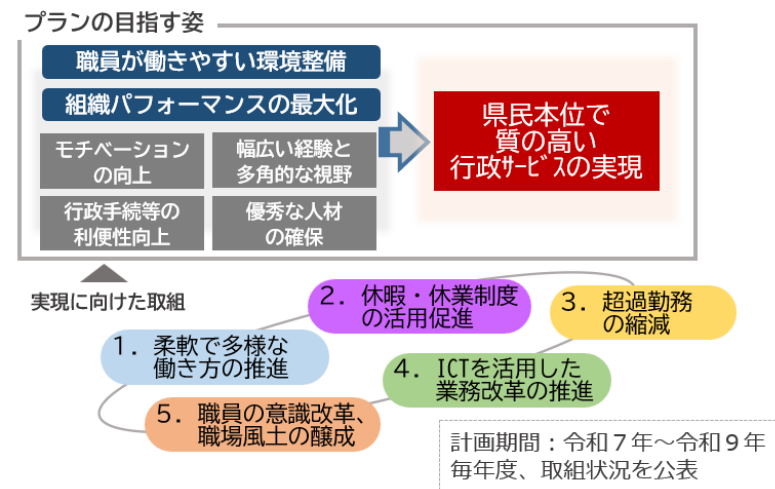 プランの目指す姿
職員が働きやすい環境整備
組織パフォーマンスの最大化
モチベーション
の向上
幅広い経験と
多角的な視野
行政手続等の
利便性向上
優秀な人材
の確保
県民本位で
質の高い
行政ｻｰﾋﾞｽの実現
実現に向けた取組
1．柔軟で多様な
働き方の推進
2．休暇・休業制度
の活用促進
3．超過勤務
の縮減
4．ICTを活用した
業務改革の推進
5．職員の意識改革、
職場風土の醸成
計画期間：令和７年～令和９年
毎年度、取組状況を公表